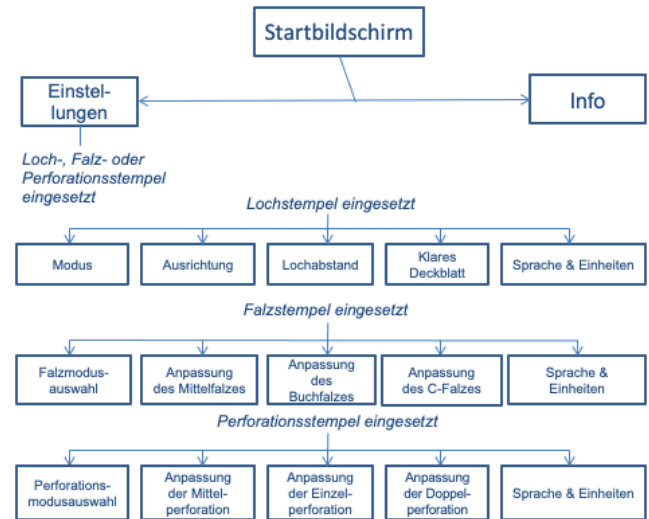 Startbildschirm
Einstel-
lungen
Info
Loch-, Falz- oder
Perforationsstempel
eingesetzt
Lochstempel eingesetzt
Modus
Ausrichtung
Lochabstand
Klares
Deckblatt
Sprache & Einheiten
Falzstempel eingesetzt
Falzmodus-
auswahl
Anpassung
des Mittelfalzes
Anpassung
des
Buchfalzes
Anpassung
des C-Falzes
Sprache &
Einheiten
Perforationsstempel eingesetzt
Perforations-
modusauswahl
Anpassung
der Mittel-
perforation
Anpassung
der Einzel-
perforation
Anpassung
der Doppel-
perforation
Sprache & Einheiten